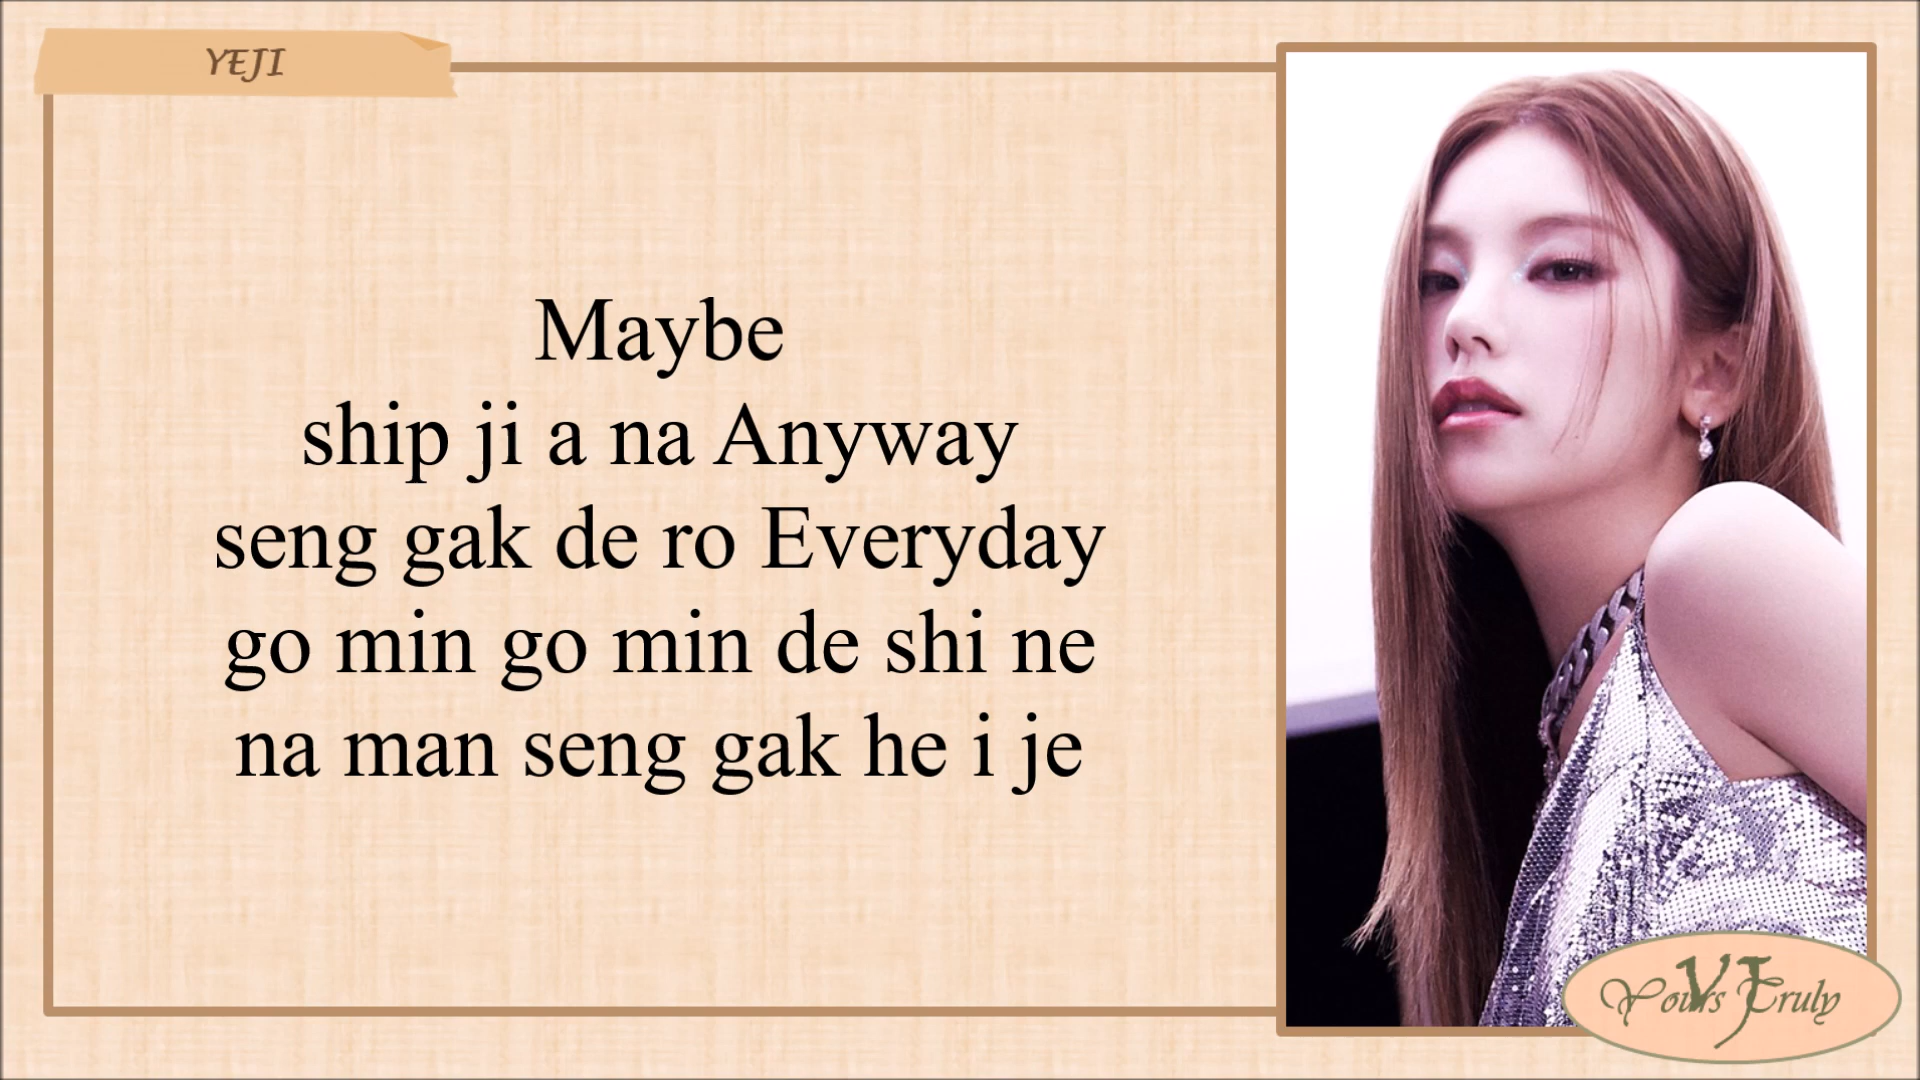 YEJI
Maybe
ship ji a na Anyway
seng gak de ro Everyday
go min go min de shi ne
na man seng gak he i je
Yours Truly
VJ